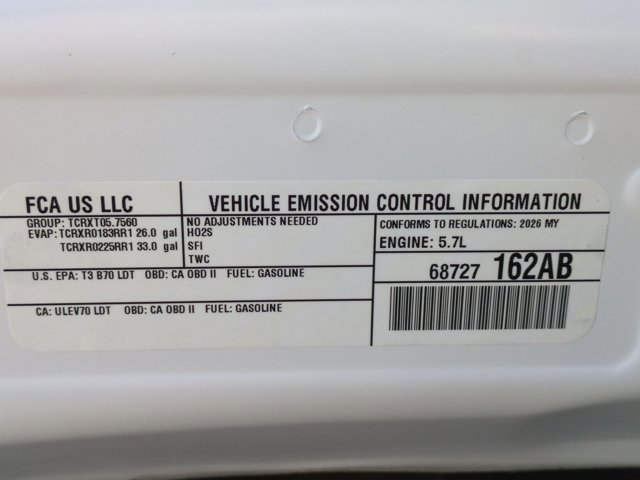 FCA US LLC
VEHICLE EMISSION CONTROL INFORMATION
GROUP: TCRXT05.7560
EVAP: TCRXR0183RR1 26.0 gal
TCRXR0225RR1 33.0 gal
NO ADJUSTMENTS NEEDED
HO2S
SFI
TWC
CONFORMS TO REGULATIONS: 2026 MY
ENGINE: 5.7L
U.S. EPA: T3 B70 LDT OBD: CA OBD II FUEL: GASOLINE
68727 162AB
CA: ULEV70 LDT OBD: CA OBD II FUEL: GASOLINE